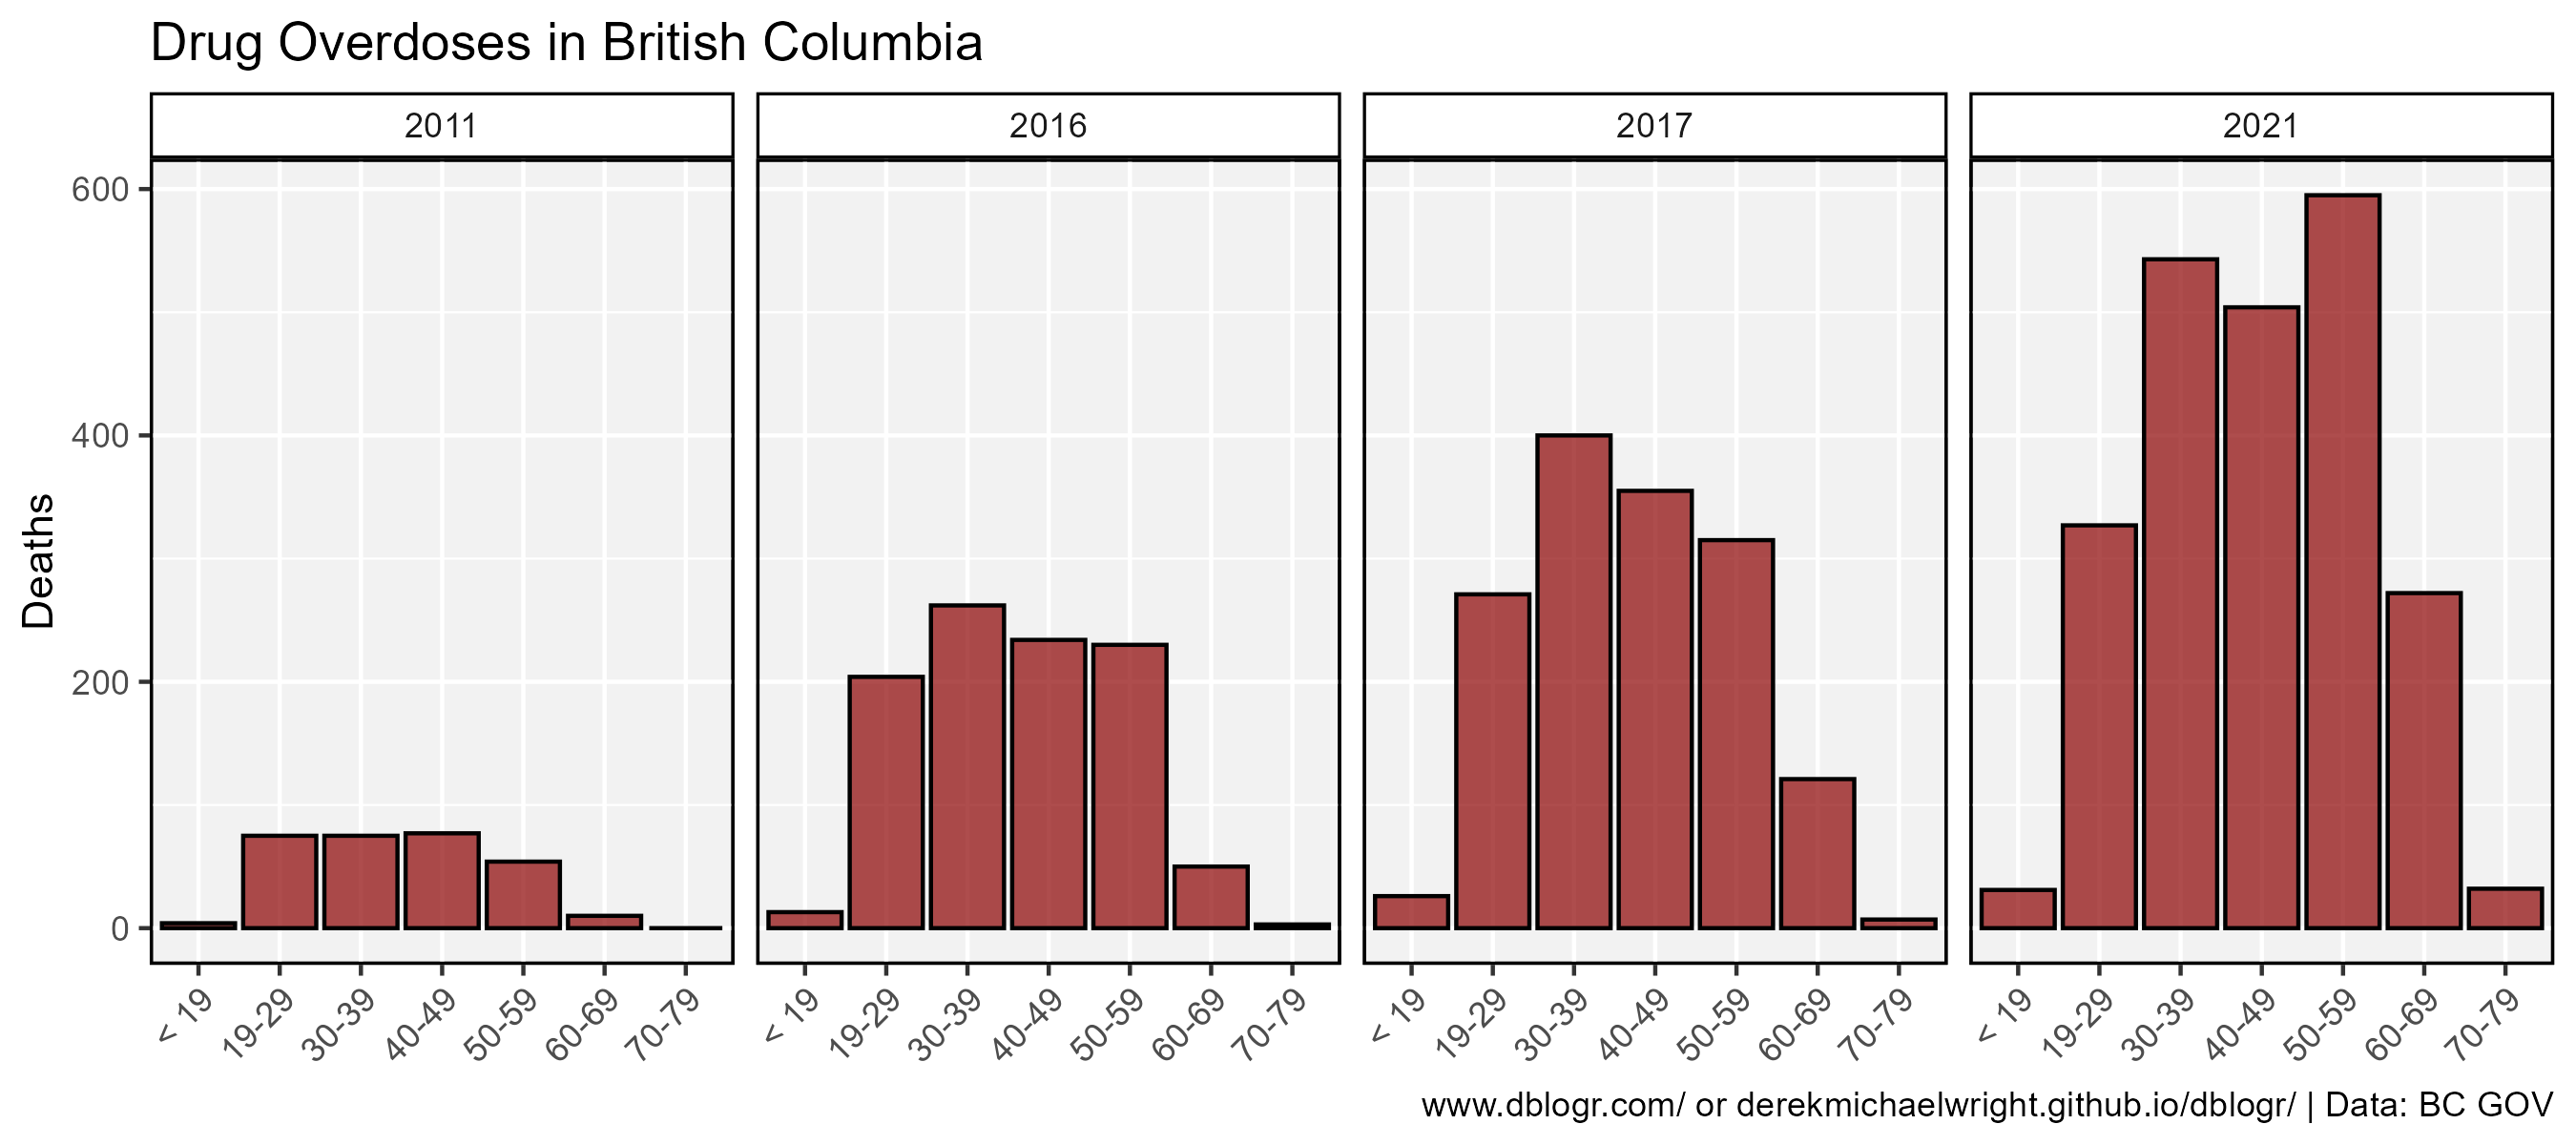 Drug Overdoses in British Columbia
2011 2016 2017 2021
600
400
200
0
Deaths
< 19 19-29 30-39 40-49 50-59 60-69 70-79 < 19 19-29 30-39 40-49 50-59 60-69 70-79 < 19 19-29 30-39 40-49 50-59 60-69 70-79 < 19 19-29 30-39 40-49 50-59 60-69 70-79
www.dblogr.com/ or derekmichaelwright.github.io/dblogr/ | Data: BC GOV